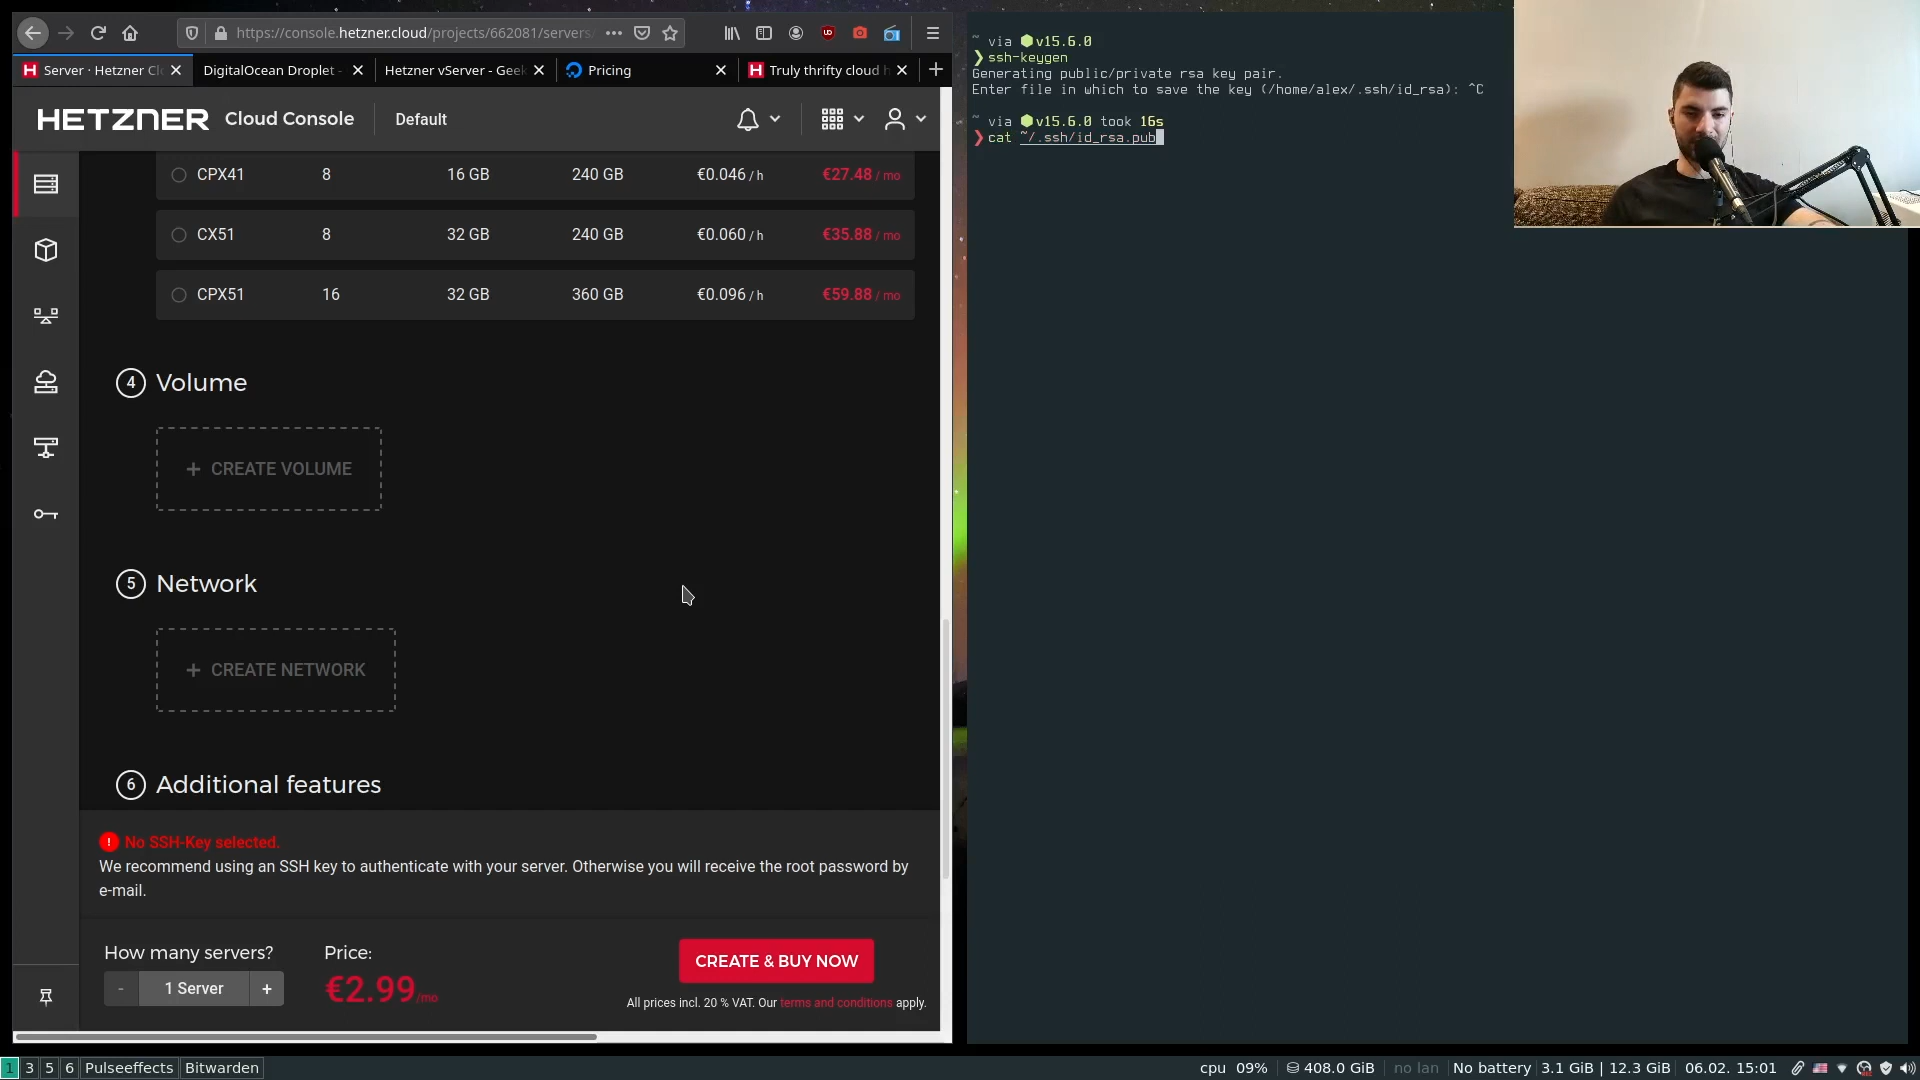 https://console.hetzner.cloud/projects/662081/servers/
Server · Hetzner Cl
DigitalOcean Droplet -
Hetzner vServer - Geek
Pricing
Truly thrifty cloud h
HETZNER Cloud Console
Default
CPX41 8 16 GB 240 GB €0.046 / h €27.48 / mo
CX51 8 32 GB 240 GB €0.060 / h €35.88 / mo
CPX51 16 32 GB 360 GB €0.096 / h €59.88 / mo
4 Volume
+ CREATE VOLUME
5 Network
+ CREATE NETWORK
6 Additional features
! No SSH-Key selected.
We recommend using an SSH key to authenticate with your server. Otherwise you will receive the root password by
e-mail.
How many servers?
- 1 Server +
Price:
€2.99/mo
CREATE & BUY NOW
All prices incl. 20 % VAT. Our terms and conditions apply.
~ via v15.6.0
❯ ssh-keygen
Generating public/private rsa key pair.
Enter file in which to save the key (/home/alex/.ssh/id_rsa): ^C
~ via v15.6.0 took 16s
❯ cat ~/.ssh/id_rsa.pub
1 3 5 6 Pulseeffects Bitwarden
cpu 09% 408.0 GiB no lan No battery 3.1 GiB | 12.3 GiB 06.02. 15:01